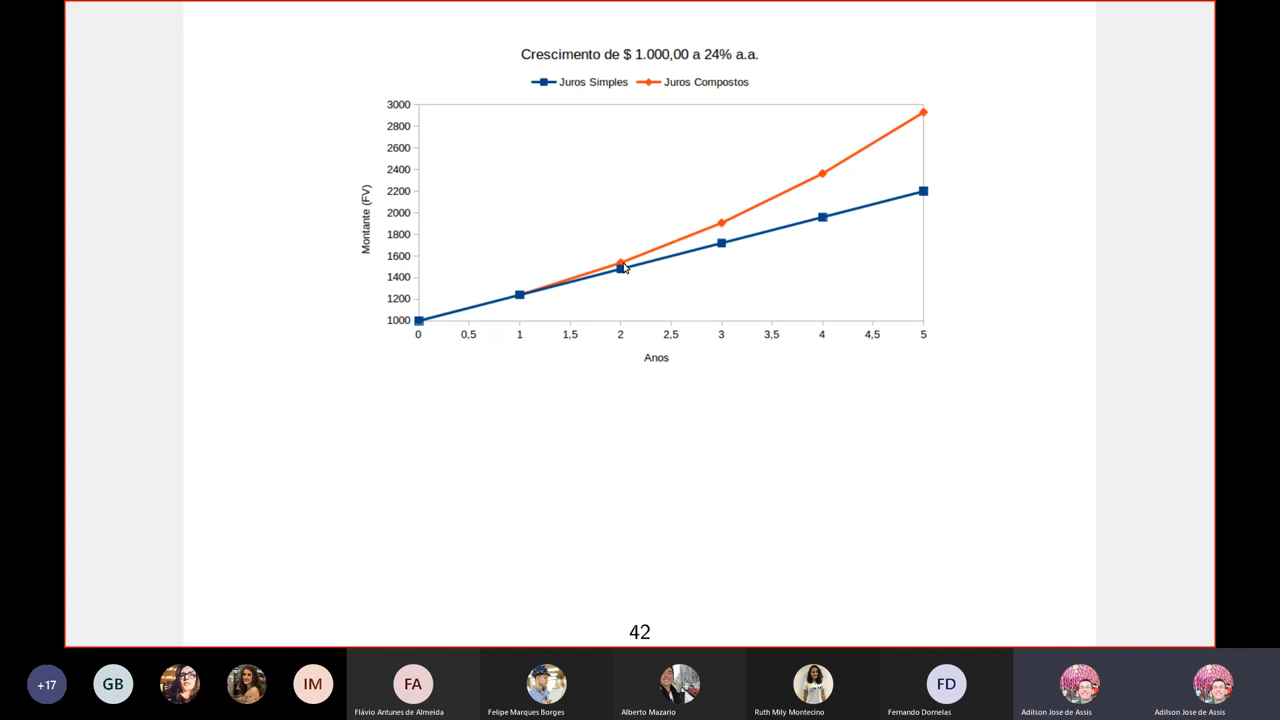 Crescimento de $ 1.000,00 a 24% a.a.
Juros Simples Juros Compostos
3000
2800
2600
2400
2200
2000
1800
1600
1400
1200
1000
Montante (FV)
0 0,5 1 1,5 2 2,5 3 3,5 4 4,5 5
Anos
42
+17 GB IM FA FD
Flávio Antunes de Almeida Felipe Marques Borges Alberto Mazario Ruth Mily Montecino Fernando Dornelas Adilson Jose de Assis Adilson Jose de Assis